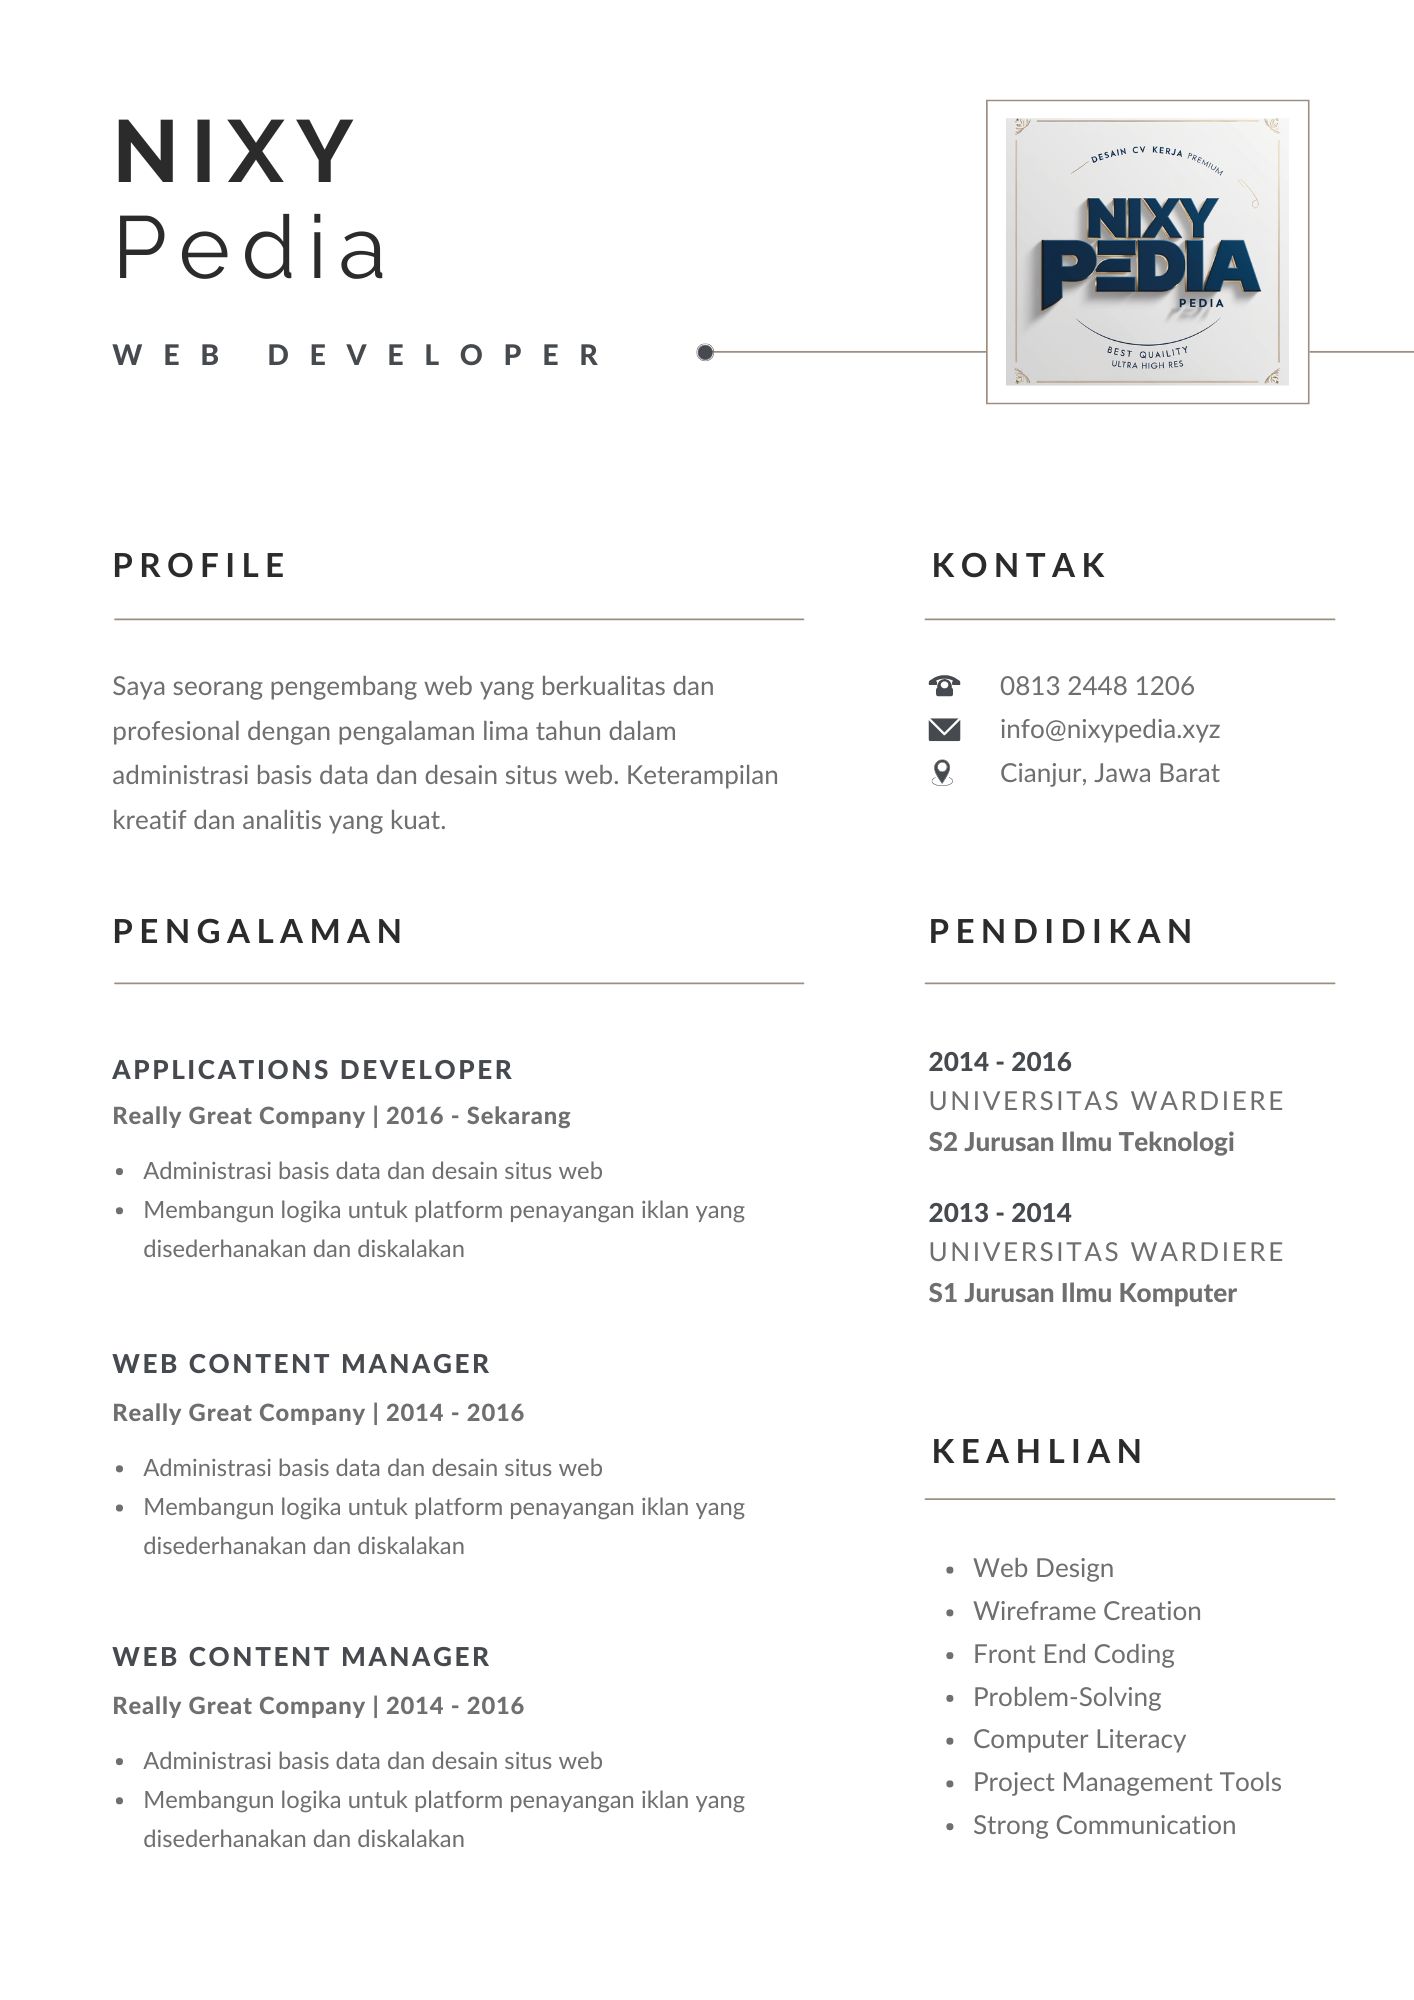 NIXY
Pedia
WEB DEVELOPER
DESAIN CV KERJA PREMIUM
NIXY
PEDIA
PEDIA
BEST QUAILITY
ULTRA HIGH RES
PROFILE
Saya seorang pengembang web yang berkualitas dan
profesional dengan pengalaman lima tahun dalam
administrasi basis data dan desain situs web. Keterampilan
kreatif dan analitis yang kuat.
KONTAK
0813 2448 1206
info@nixypedia.xyz
Cianjur, Jawa Barat
PENGALAMAN
APPLICATIONS DEVELOPER
Really Great Company | 2016 - Sekarang
• Administrasi basis data dan desain situs web
• Membangun logika untuk platform penayangan iklan yang
disederhanakan dan diskalakan
WEB CONTENT MANAGER
Really Great Company | 2014 - 2016
• Administrasi basis data dan desain situs web
• Membangun logika untuk platform penayangan iklan yang
disederhanakan dan diskalakan
WEB CONTENT MANAGER
Really Great Company | 2014 - 2016
• Administrasi basis data dan desain situs web
• Membangun logika untuk platform penayangan iklan yang
disederhanakan dan diskalakan
PENDIDIKAN
2014 - 2016
UNIVERSITAS WARDIERE
S2 Jurusan Ilmu Teknologi
2013 - 2014
UNIVERSITAS WARDIERE
S1 Jurusan Ilmu Komputer
KEAHLIAN
• Web Design
• Wireframe Creation
• Front End Coding
• Problem-Solving
• Computer Literacy
• Project Management Tools
• Strong Communication